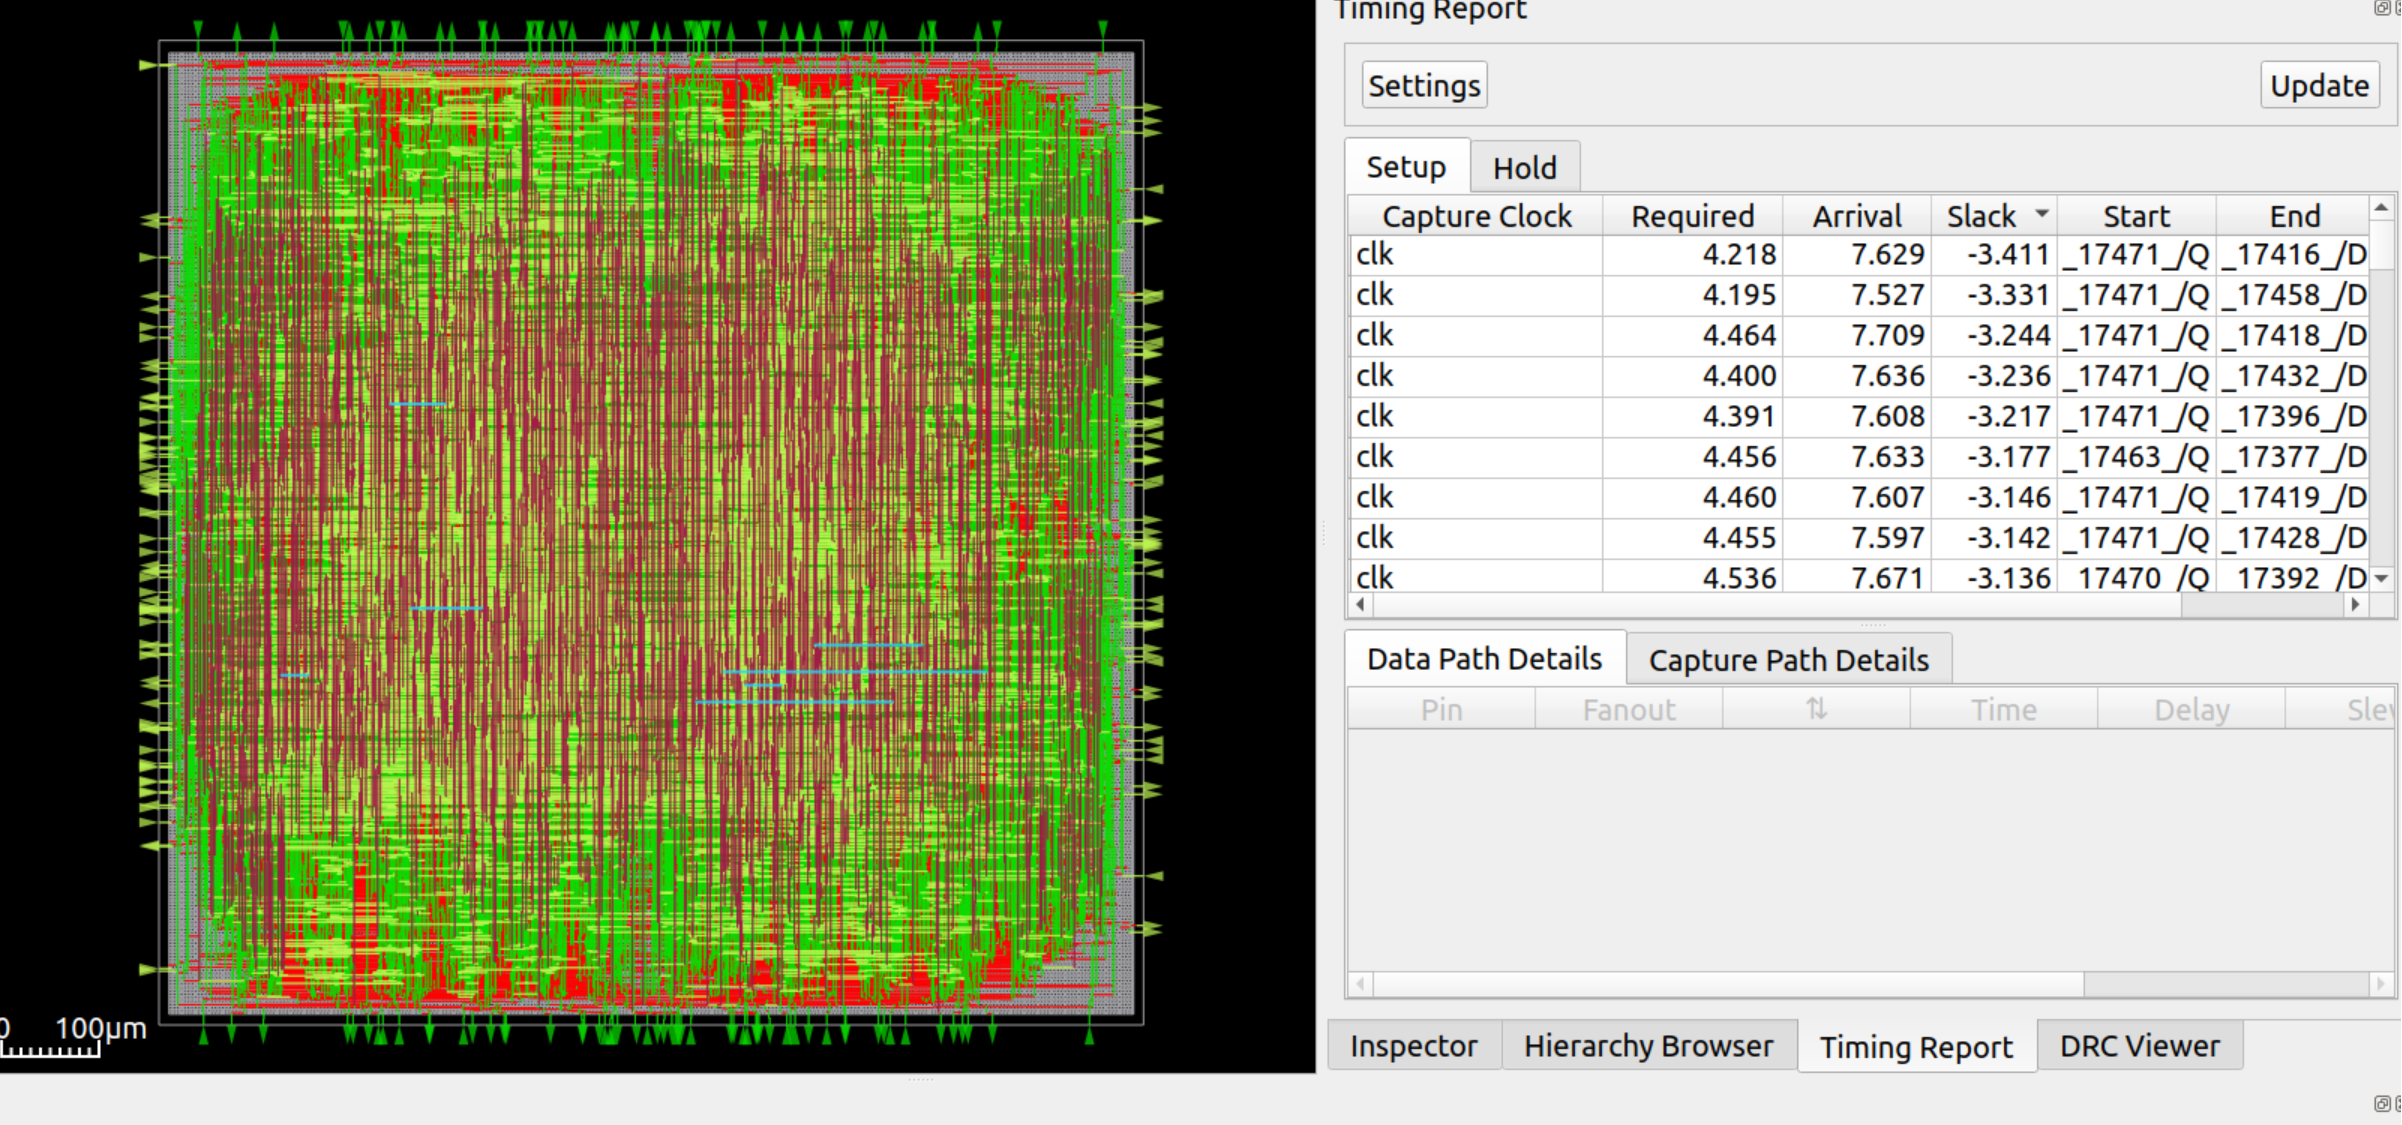 Timing Report
Settings Update
Setup Hold
Capture Clock Required Arrival Slack Start End
clk 4.218 7.629 -3.411 _17471_/Q _17416_/D
clk 4.195 7.527 -3.331 _17471_/Q _17458_/D
clk 4.464 7.709 -3.244 _17471_/Q _17418_/D
clk 4.400 7.636 -3.236 _17471_/Q _17432_/D
clk 4.391 7.608 -3.217 _17471_/Q _17396_/D
clk 4.456 7.633 -3.177 _17463_/Q _17377_/D
clk 4.460 7.607 -3.146 _17471_/Q _17419_/D
clk 4.455 7.597 -3.142 _17471_/Q _17428_/D
clk 4.536 7.671 -3.136 17470 /Q 17392 /D
Data Path Details Capture Path Details
Pin Fanout ⇅ Time Delay Slew
0 100μm
Inspector Hierarchy Browser Timing Report DRC Viewer